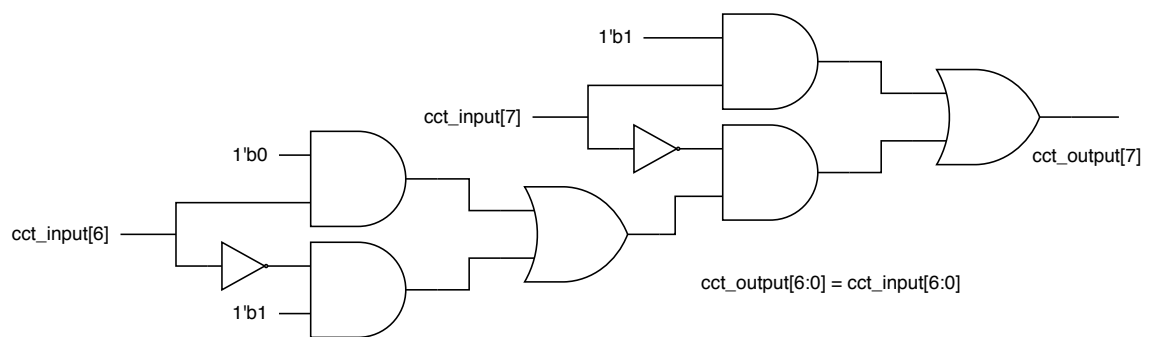 1'b1
cct_input[7]
cct_output[7]
1'b0
cct_input[6]
1'b1
cct_output[6:0] = cct_input[6:0]